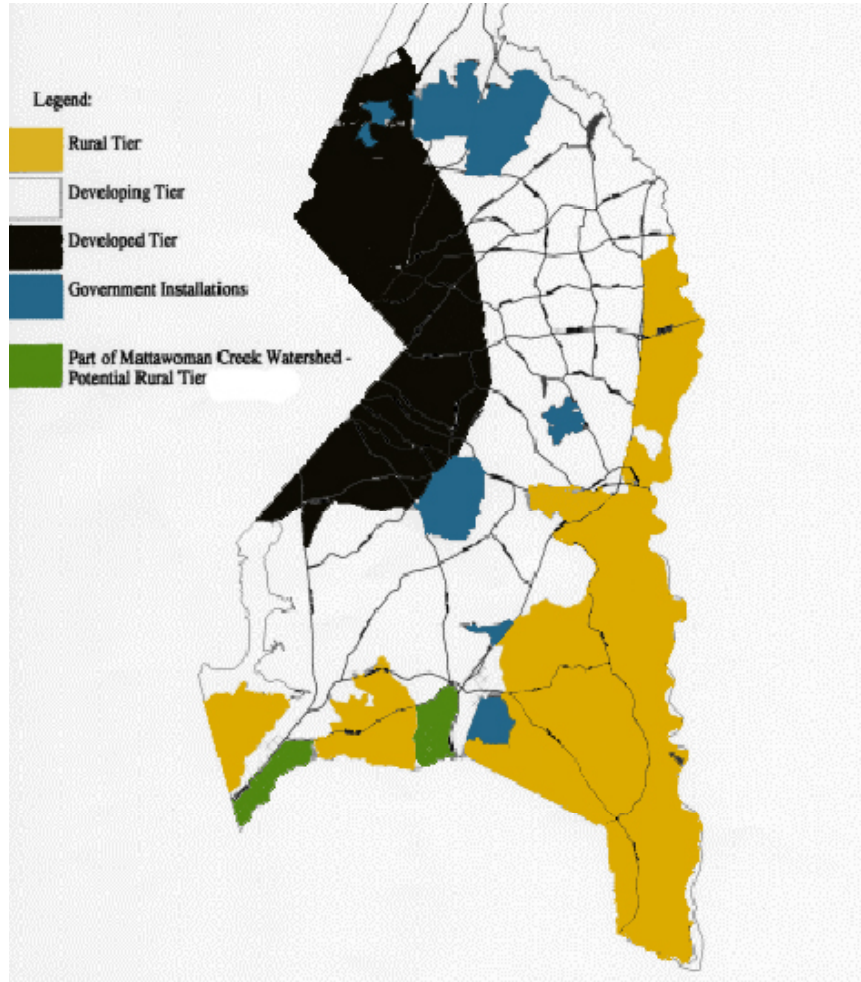 Legend:
Rural Tier
Developing Tier
Developed Tier
Government Installations
Part of Mattawoman Creek Watershed -
Potential Rural Tier